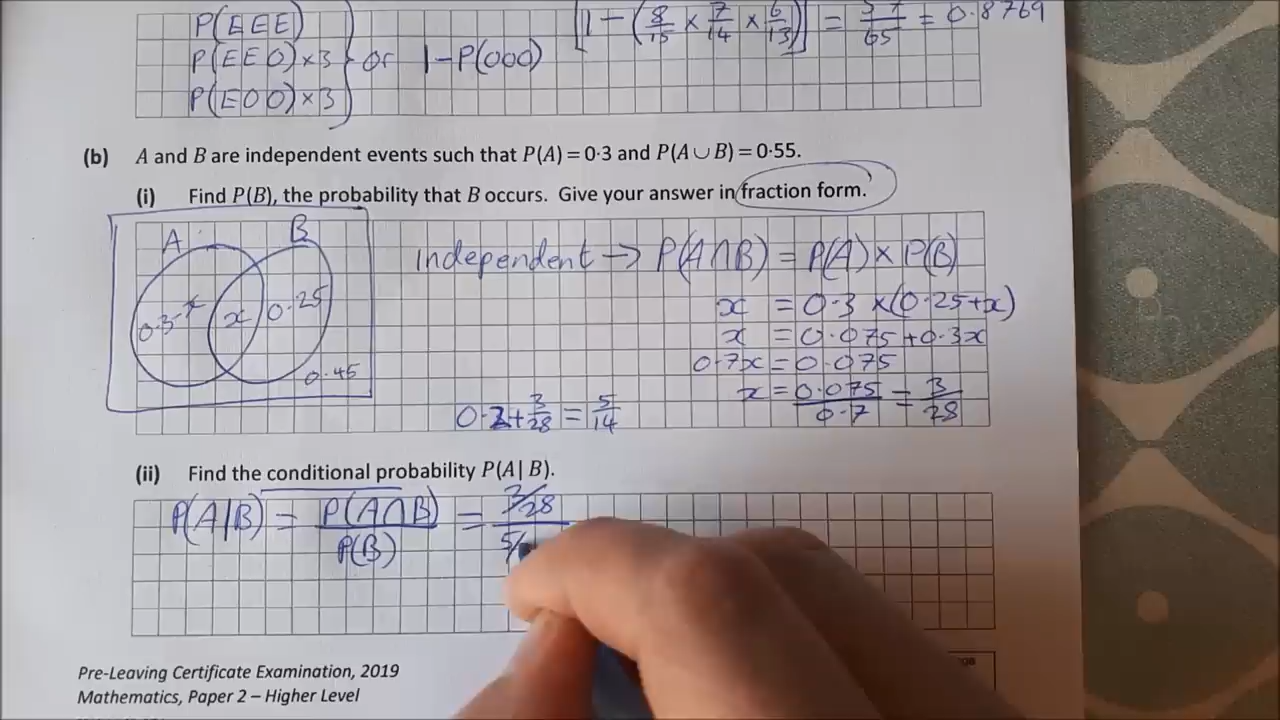 P(EEE)
P(EEO)×3 or 1-P(OOO) [1-(8/15 × 7/14 × 6/13)] = 57/65 = 0.8769
P(EOO)×3
(b) A and B are independent events such that P(A) = 0·3 and P(A ∪ B) = 0·55.
(i) Find P(B), the probability that B occurs. Give your answer in fraction form.
A B
independent → P(A∩B) = P(A) × P(B)
0.3-x x 0.25
x = 0.3 × (0.25+x)
x = 0.075+0.3x
0.7x = 0.075
0.45
x = 0.075/0.7 = 3/28
+ 3/28 = 5/14
(ii) Find the conditional probability P(A|B).
P(A|B) = P(A∩B)/P(B) = 3/28
5/
Pre-Leaving Certificate Examination, 2019
Mathematics, Paper 2 – Higher Level